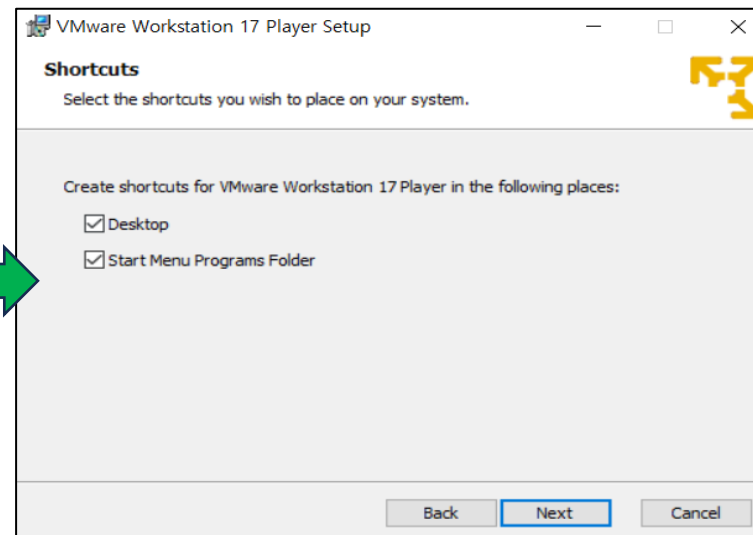 VMware Workstation 17 Player Setup
Shortcuts
Select the shortcuts you wish to place on your system.
Create shortcuts for VMware Workstation 17 Player in the following places:
Desktop
Start Menu Programs Folder
Back
Next
Cancel